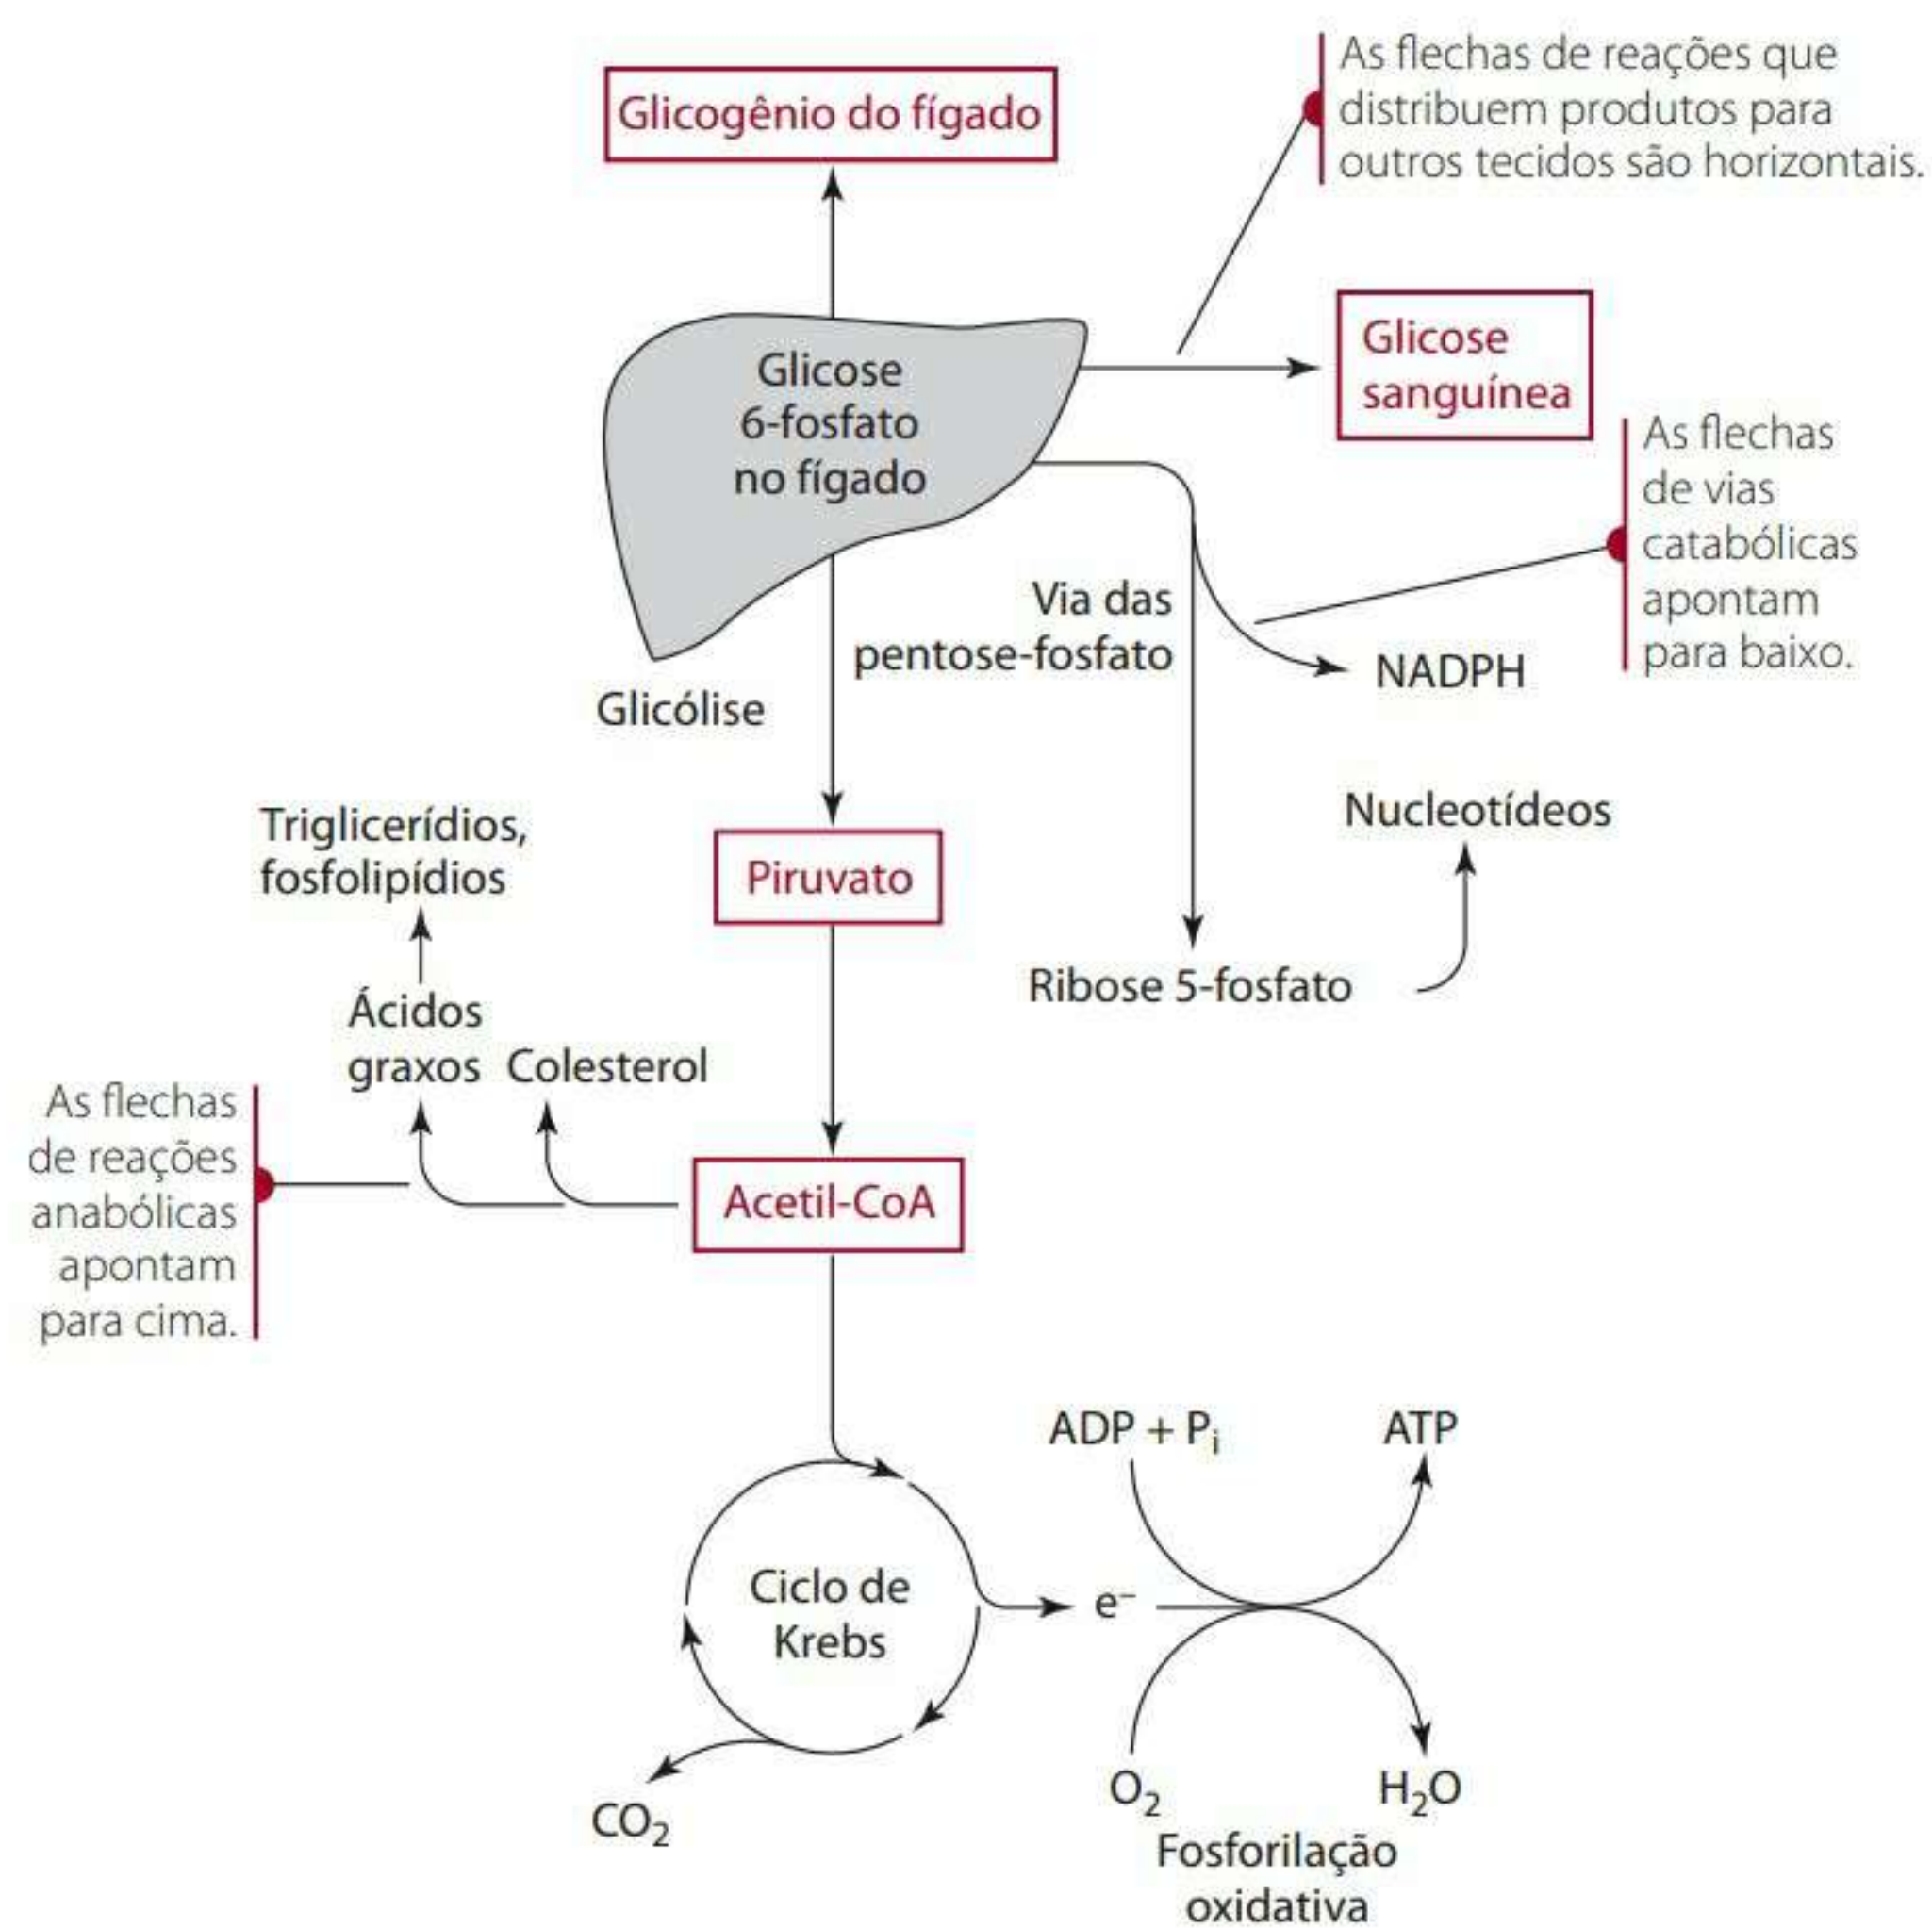 As flechas de reações que
distribuem produtos para
outros tecidos são horizontais.
Glicogênio do fígado
Glicose
6-fosfato
no fígado
Glicose
sanguínea
As flechas
de vias
catabólicas
apontam
para baixo.
Via das
pentose-fosfato
NADPH
Glicólise
Triglicerídios,
fosfolipídios
Piruvato
Nucleotídeos
Ribose 5-fosfato
Ácidos
graxos
Colesterol
As flechas
de reações
anabólicas
apontam
para cima.
Acetil-CoA
ADP + Pi
ATP
Ciclo de
Krebs
e⁻
CO₂
O₂
H₂O
Fosforilação
oxidativa